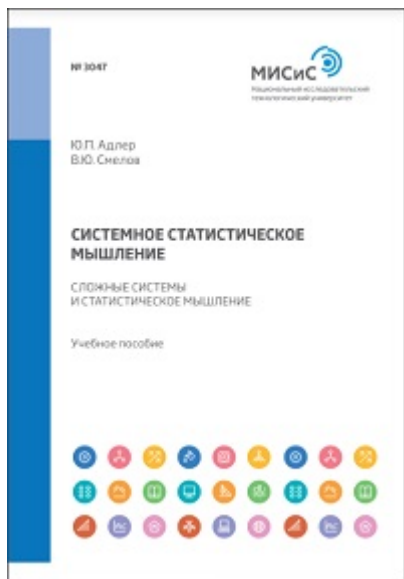 № 3047
МИСиС
Национальный исследовательский
технологический университет
Ю.П. Адлер
В.Ю. Смелов
СИСТЕМНОЕ СТАТИСТИЧЕСКОЕ
МЫШЛЕНИЕ
СЛОЖНЫЕ СИСТЕМЫ
И СТАТИСТИЧЕСКОЕ МЫШЛЕНИЕ
Учебное пособие